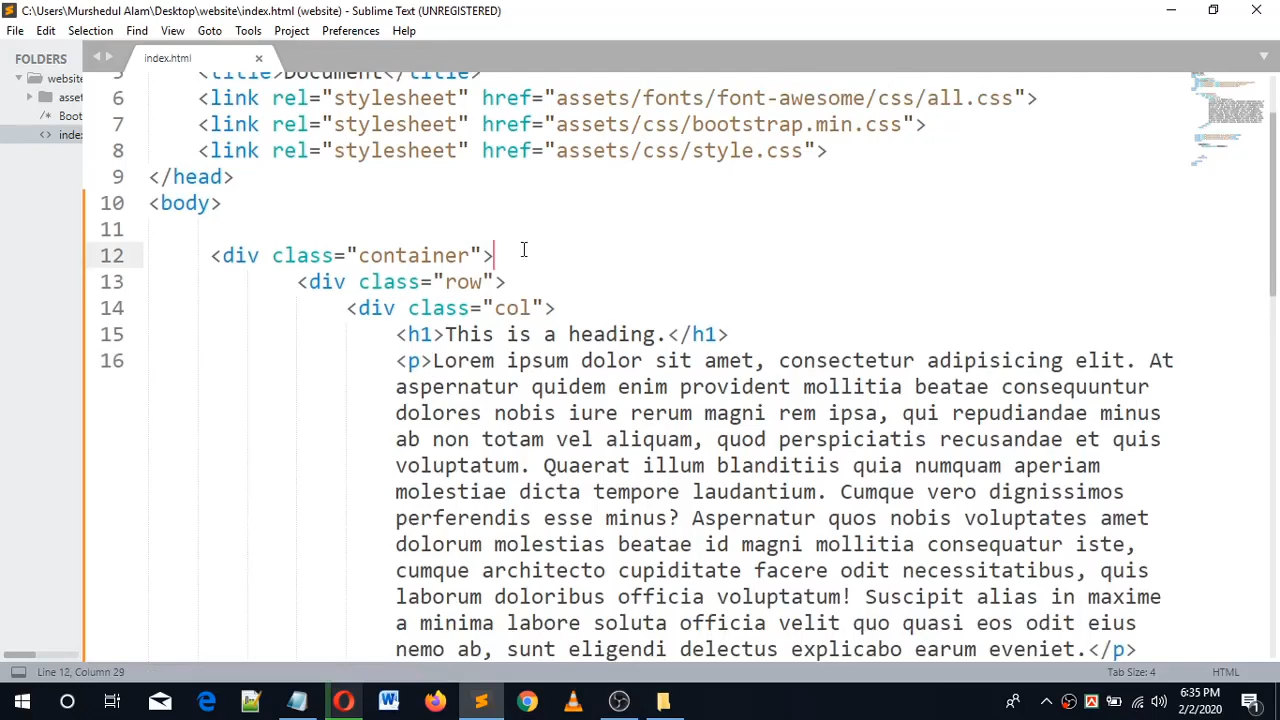 C:\Users\Murshedul Alam\Desktop\website\index.html (website) - Sublime Text (UNREGISTERED)
File Edit Selection Find View Goto Tools Project Preferences Help
FOLDERS
index.html
website
asse
Boot
index
5 <title>Document</title>
6 <link rel="stylesheet" href="assets/fonts/font-awesome/css/all.css">
7 <link rel="stylesheet" href="assets/css/bootstrap.min.css">
8 <link rel="stylesheet" href="assets/css/style.css">
9 </head>
10 <body>
11
12 <div class="container">
13 <div class="row">
14 <div class="col">
15 <h1>This is a heading.</h1>
16 <p>Lorem ipsum dolor sit amet, consectetur adipisicing elit. At
aspernatur quidem enim provident mollitia beatae consequuntur
dolores nobis iure rerum magni rem ipsa, qui repudiandae minus
ab non totam vel aliquam, quod perspiciatis recusandae et quis
voluptatum. Quaerat illum blanditiis quia numquam aperiam
molestiae dicta tempore laudantium. Cumque vero dignissimos
perferendis esse minus? Aspernatur quos nobis voluptates amet
dolorum molestias beatae id magni mollitia consequatur iste,
cumque architecto cupiditate facere odit necessitatibus, quis
laborum doloribus officia voluptatum! Suscipit alias in maxime
a minima labore soluta officia velit quo quasi eos odit eius
nemo ab, sunt eligendi delectus explicabo earum eveniet.</p>
Line 12, Column 29
Tab Size: 4
HTML
6:35 PM
2/2/2020